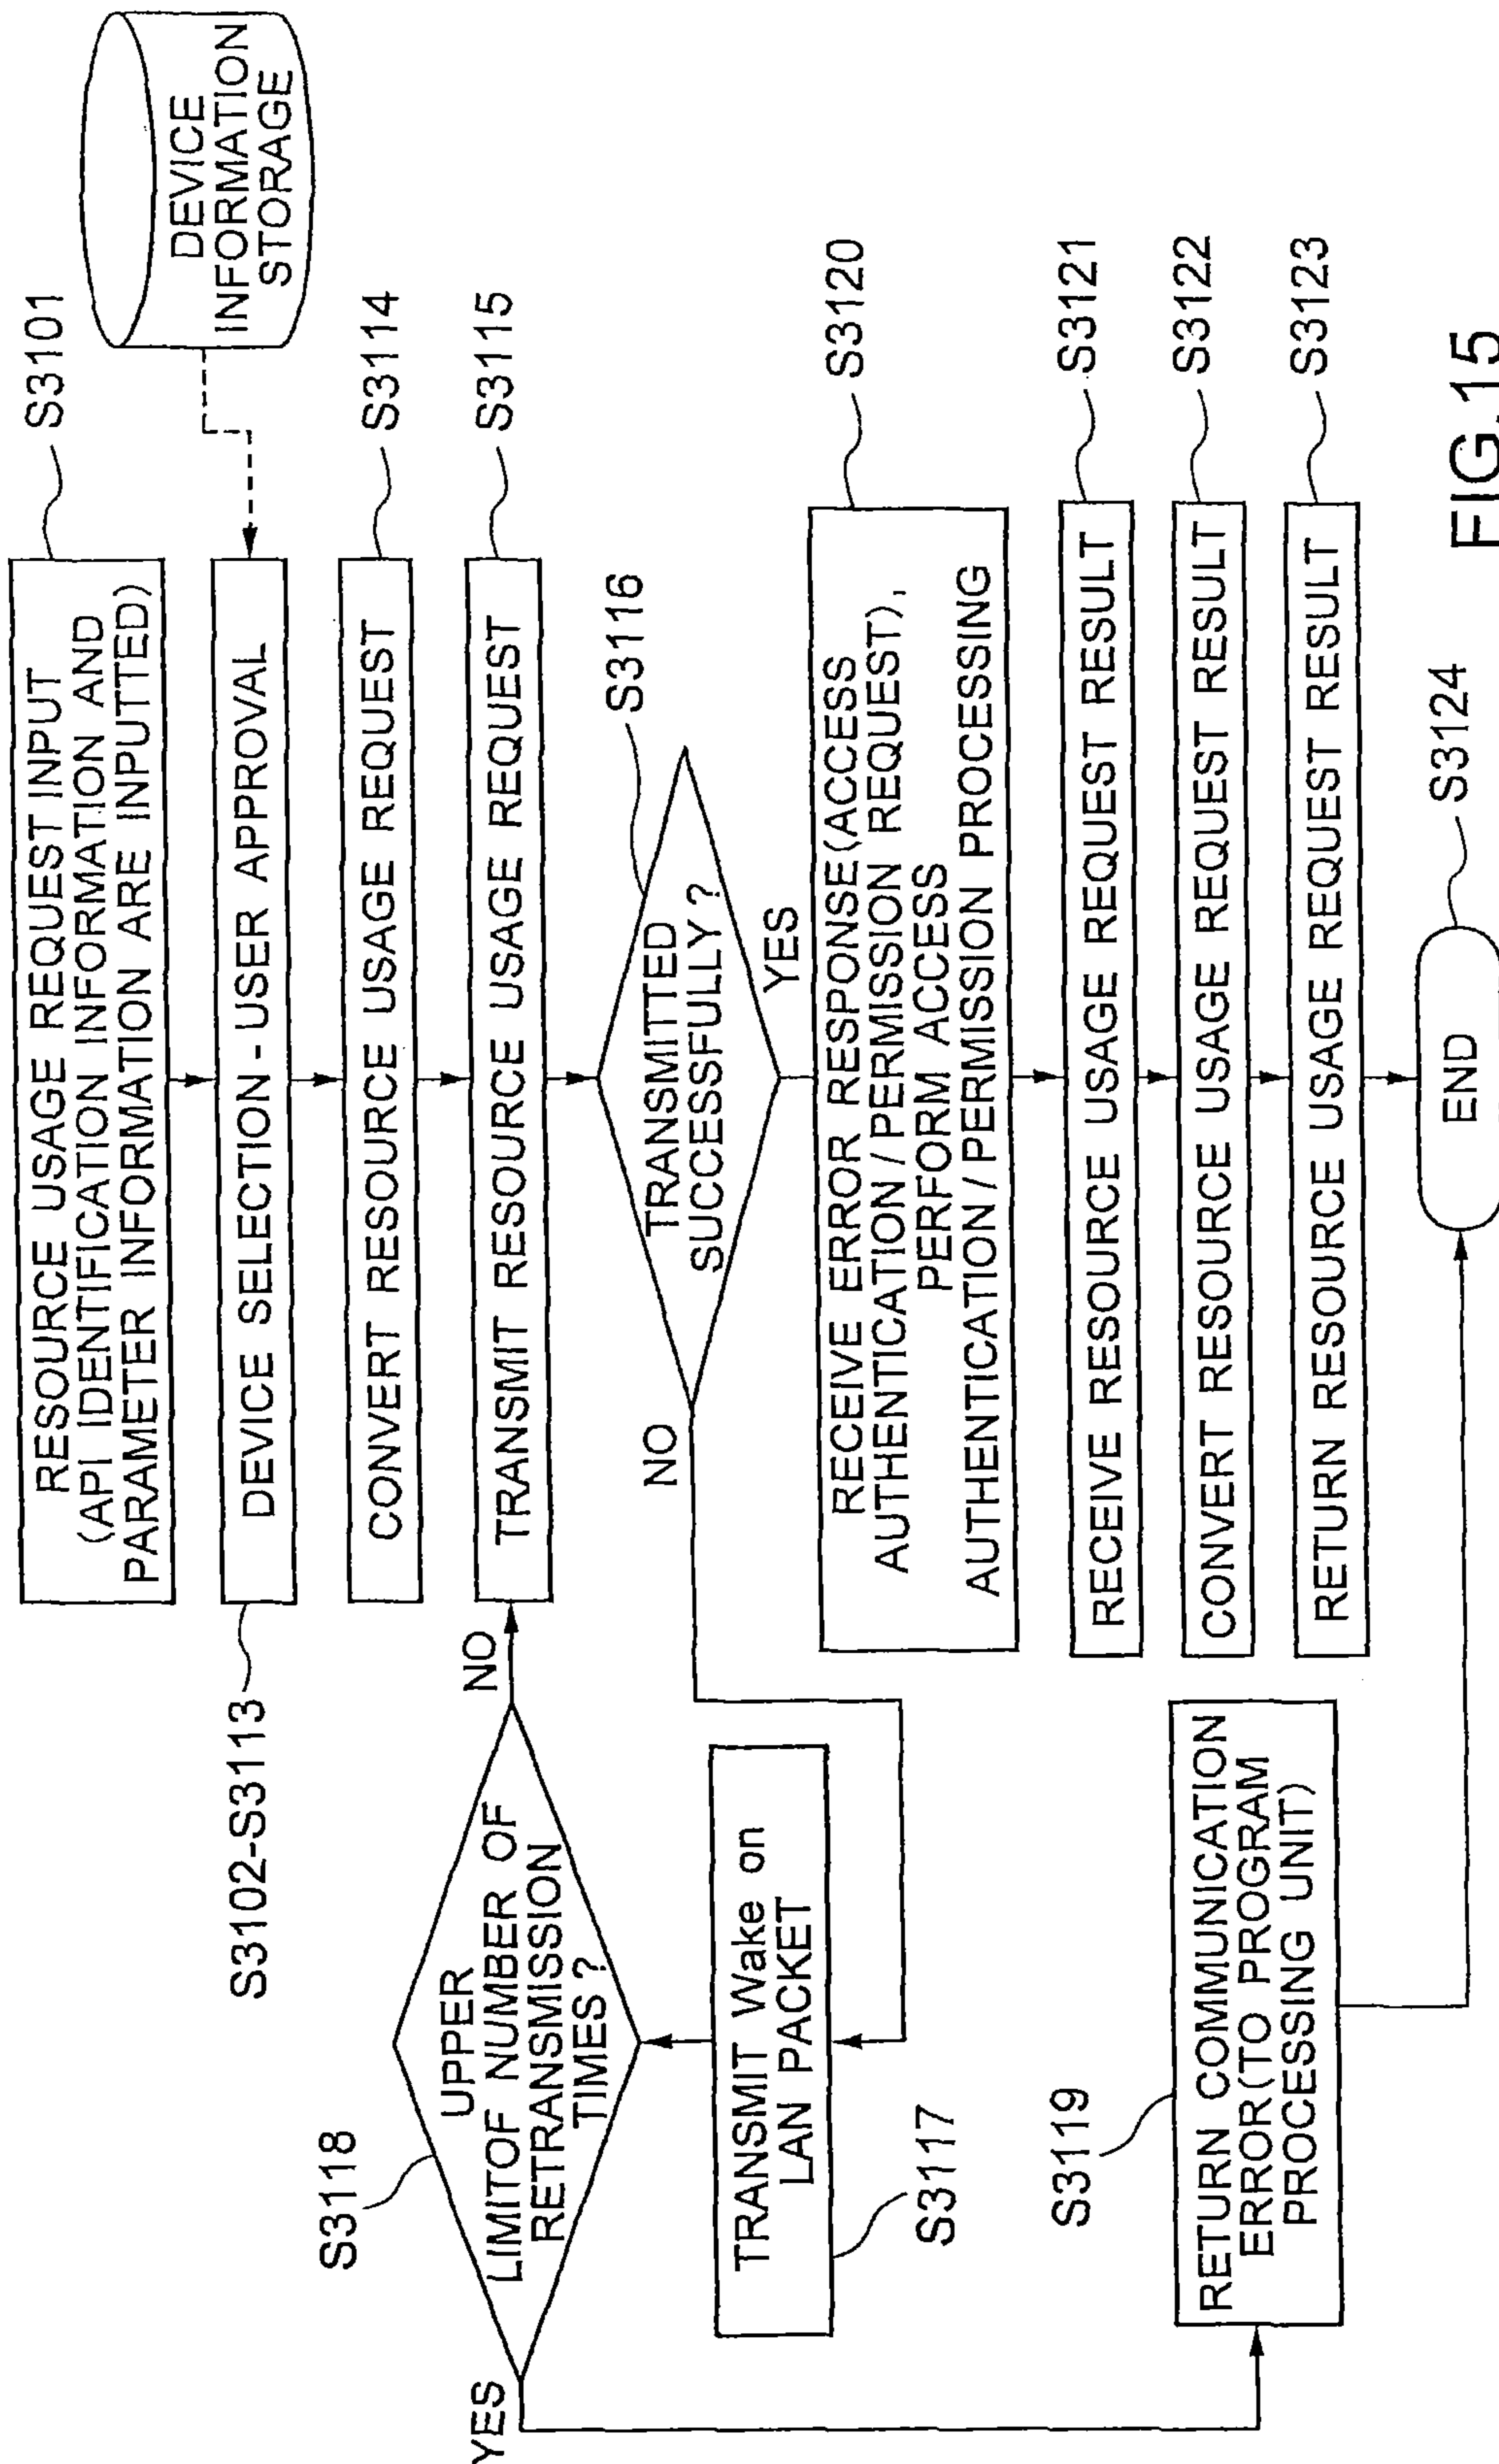 RESOURCE USAGE REQUEST INPUT
(API IDENTIFICATION INFORMATION AND
PARAMETER INFORMATION ARE INPUTTED)
S3101
DEVICE
INFORMATION
STORAGE
S3102-S3113
DEVICE SELECTION - USER APPROVAL
CONVERT RESOURCE USAGE REQUEST
S3114
TRANSMIT RESOURCE USAGE REQUEST
S3115
TRANSMITTED
SUCCESSFULLY ?
S3116
NO
YES
S3118
UPPER
LIMITOF NUMBER OF
RETRANSMISSION
TIMES ?
NO
YES
TRANSMIT Wake on
LAN PACKET
S3117
RECEIVE ERROR RESPONSE(ACCESS
AUTHENTICATION / PERMISSION REQUEST),
PERFORM ACCESS
AUTHENTICATION / PERMISSION PROCESSING
S3120
RECEIVE RESOURCE USAGE REQUEST RESULT
S3121
CONVERT RESOURCE USAGE REQUEST RESULT
S3122
RETURN RESOURCE USAGE REQUEST RESULT
S3123
S3119
RETURN COMMUNICATION
ERROR(TO PROGRAM
PROCESSING UNIT)
END
S3124
FIG.15